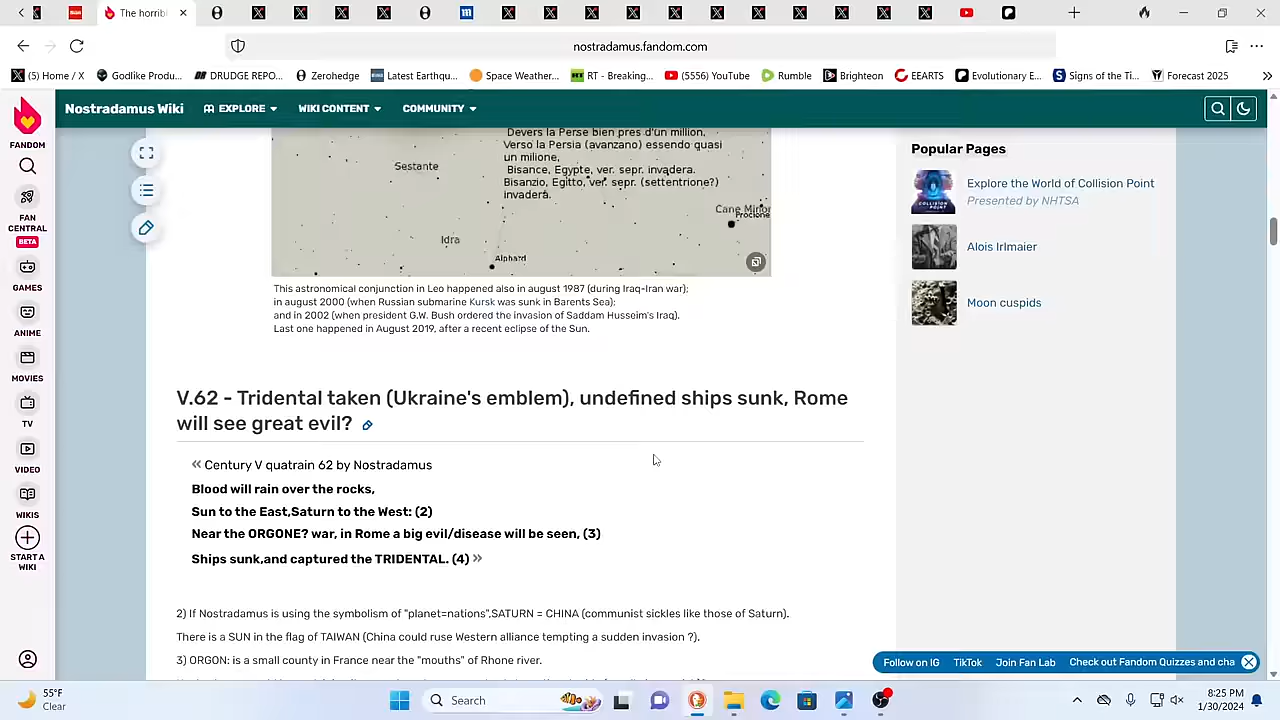 The horribl
nostradamus.fandom.com
(5) Home / X
Godlike Produ...
DRUDGE REPO...
Zerohedge
Latest Earthqu...
Space Weather...
RT - Breaking...
(5556) YouTube
Rumble
Brighteon
EEARTS
Evolutionary E...
Signs of the Ti...
Forecast 2025
Nostradamus Wiki
EXPLORE
WIKI CONTENT
COMMUNITY
FANDOM
FAN
CENTRAL
BETA
GAMES
ANIME
MOVIES
TV
VIDEO
WIKIS
START A
WIKI
Devers la Perse bien pres d'un million,
Verso la Persia (avanzano) essendo quasi
un milione,
Bisance, Egypte, ver. sepr. invadera.
Bisanzio, Egitto, ver. sepr. (settentrione?)
invaderá.
Sestante
Cane Minor
Procione
Idra
Alphard
This astronomical conjunction in Leo happened also in august 1987 (during Iraq-Iran war);
in august 2000 (when Russian submarine Kursk was sunk in Barents Sea);
and in 2002 (when president G.W. Bush ordered the invasion of Saddam Husseim's Iraq).
Last one happened in August 2019, after a recent eclipse of the Sun.
V.62 - Tridental taken (Ukraine's emblem), undefined ships sunk, Rome
will see great evil?
« Century V quatrain 62 by Nostradamus
Blood will rain over the rocks,
Sun to the East,Saturn to the West: (2)
Near the ORGONE? war, in Rome a big evil/disease will be seen, (3)
Ships sunk,and captured the TRIDENTAL. (4) »
2) If Nostradamus is using the symbolism of "planet=nations",SATURN = CHINA (communist sickles like those of Saturn).
There is a SUN in the flag of TAIWAN (China could ruse Western alliance tempting a sudden invasion ?).
3) ORGON: is a small county in France near the "mouths" of Rhone river.
Popular Pages
Explore the World of Collision Point
Presented by NHTSA
Alois Irlmaier
Moon cuspids
Follow on IG
TikTok
Join Fan Lab
Check out Fandom Quizzes and cha
55°F
Clear
Search
8:25 PM
1/30/2024